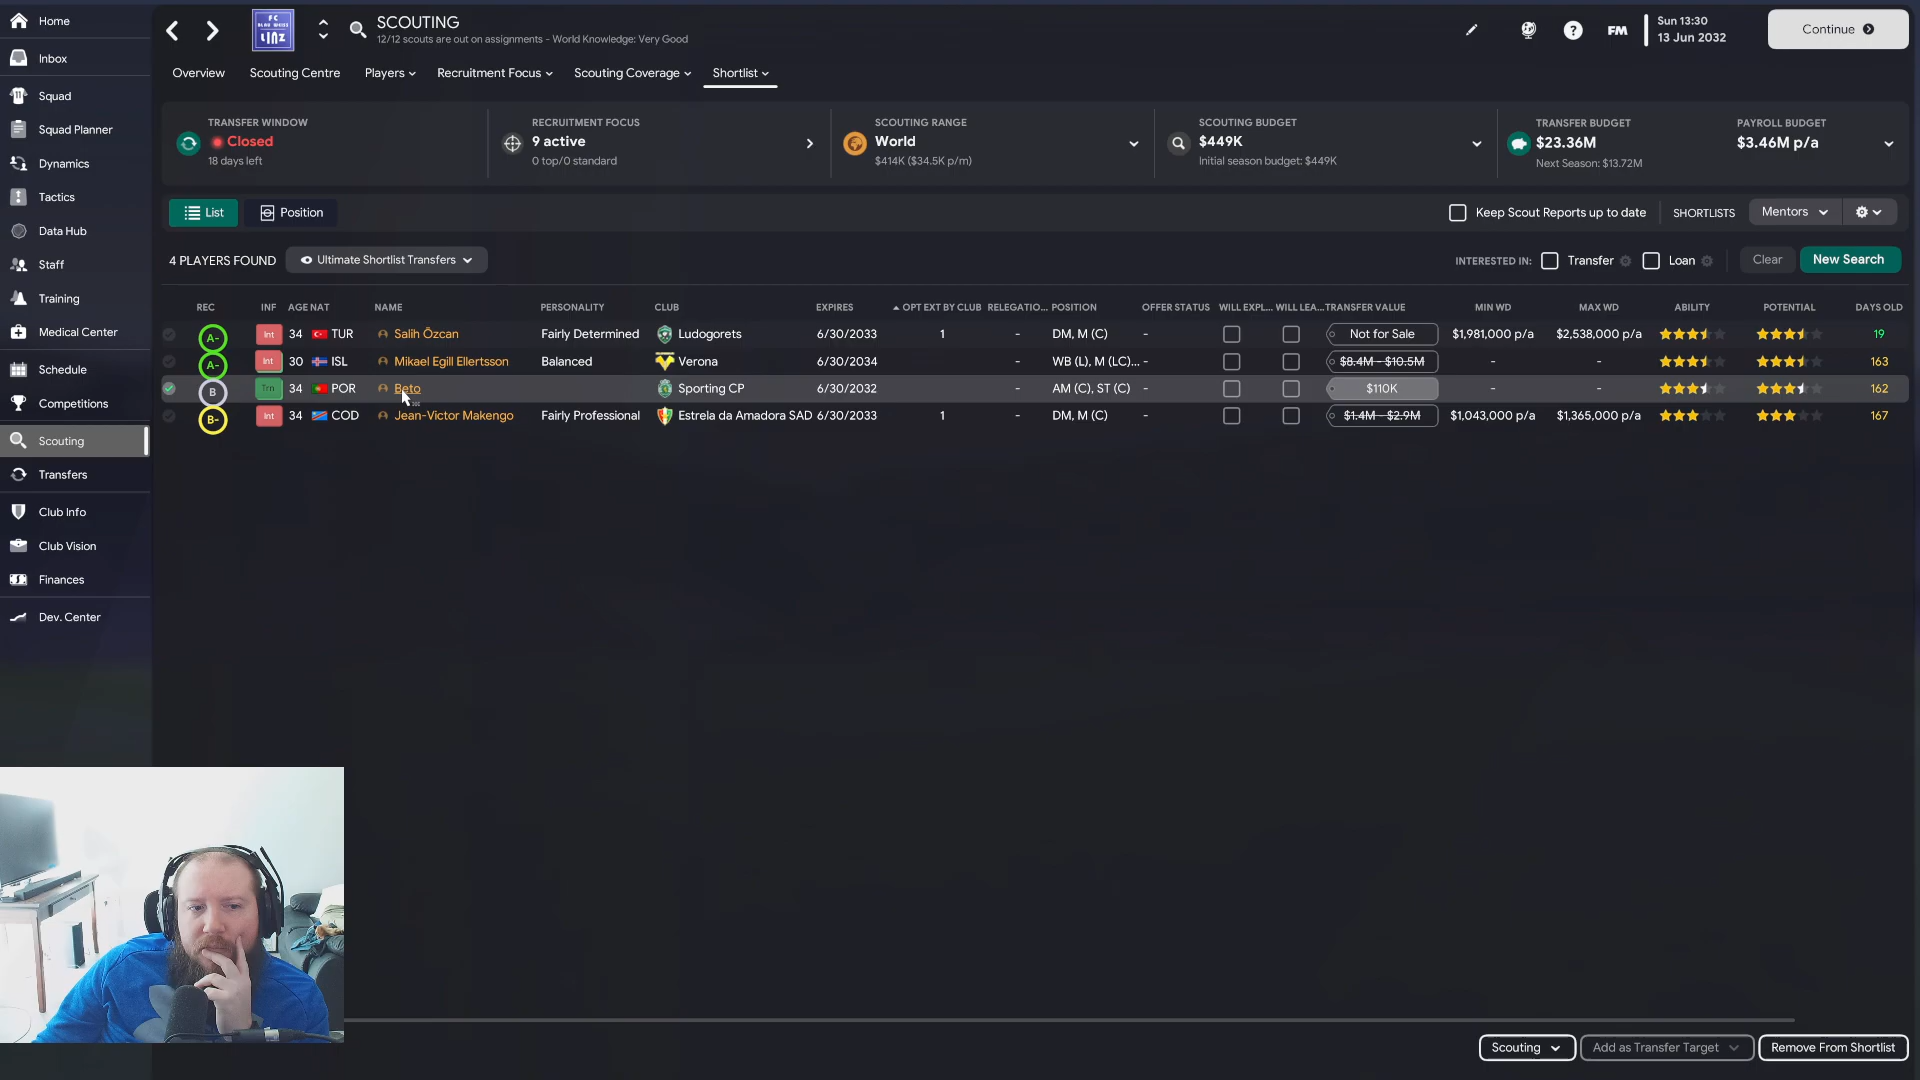 Home
Inbox
Squad
Squad Planner
Dynamics
Tactics
Data Hub
Staff
Training
Medical Center
Schedule
Competitions
Scouting
Transfers
Club Info
Club Vision
Finances
Dev. Center
FC
BLAU WEISS
LINZ
SCOUTING
12/12 scouts are out on assignments - World Knowledge: Very Good
FM
Sun 13:30
13 Jun 2032
Continue
Overview Scouting Centre Players Recruitment Focus Scouting Coverage Shortlist
TRANSFER WINDOW
Closed
18 days left
RECRUITMENT FOCUS
9 active
0 top/0 standard
SCOUTING RANGE
World
$414K ($34.5K p/m)
SCOUTING BUDGET
$449K
Initial season budget: $449K
TRANSFER BUDGET
$23.36M
Next Season: $13.72M
PAYROLL BUDGET
$3.46M p/a
List Position
Keep Scout Reports up to date SHORTLISTS Mentors
4 PLAYERS FOUND Ultimate Shortlist Transfers
INTERESTED IN: Transfer Loan Clear New Search
REC INF AGE NAT NAME PERSONALITY CLUB EXPIRES OPT EXT BY CLUB RELEGATIO... POSITION OFFER STATUS WILL EXPL... WILL LEA... TRANSFER VALUE MIN WD MAX WD ABILITY POTENTIAL DAYS OLD
A- Int 34 TUR Salih Özcan Fairly Determined Ludogorets 6/30/2033 1 - DM, M (C) - Not for Sale $1,981,000 p/a $2,538,000 p/a 19
A- Int 30 ISL Mikael Egill Ellertsson Balanced Verona 6/30/2034 - WB (L), M (LC)... - $8.4M - $10.5M - - 163
B Trn 34 POR Beto Sporting CP 6/30/2032 - AM (C), ST (C) - $110K - - 162
B- Int 34 COD Jean-Victor Makengo Fairly Professional Estrela da Amadora SAD 6/30/2033 1 - DM, M (C) - $1.4M - $2.9M $1,043,000 p/a $1,365,000 p/a 167
Scouting Add as Transfer Target Remove From Shortlist